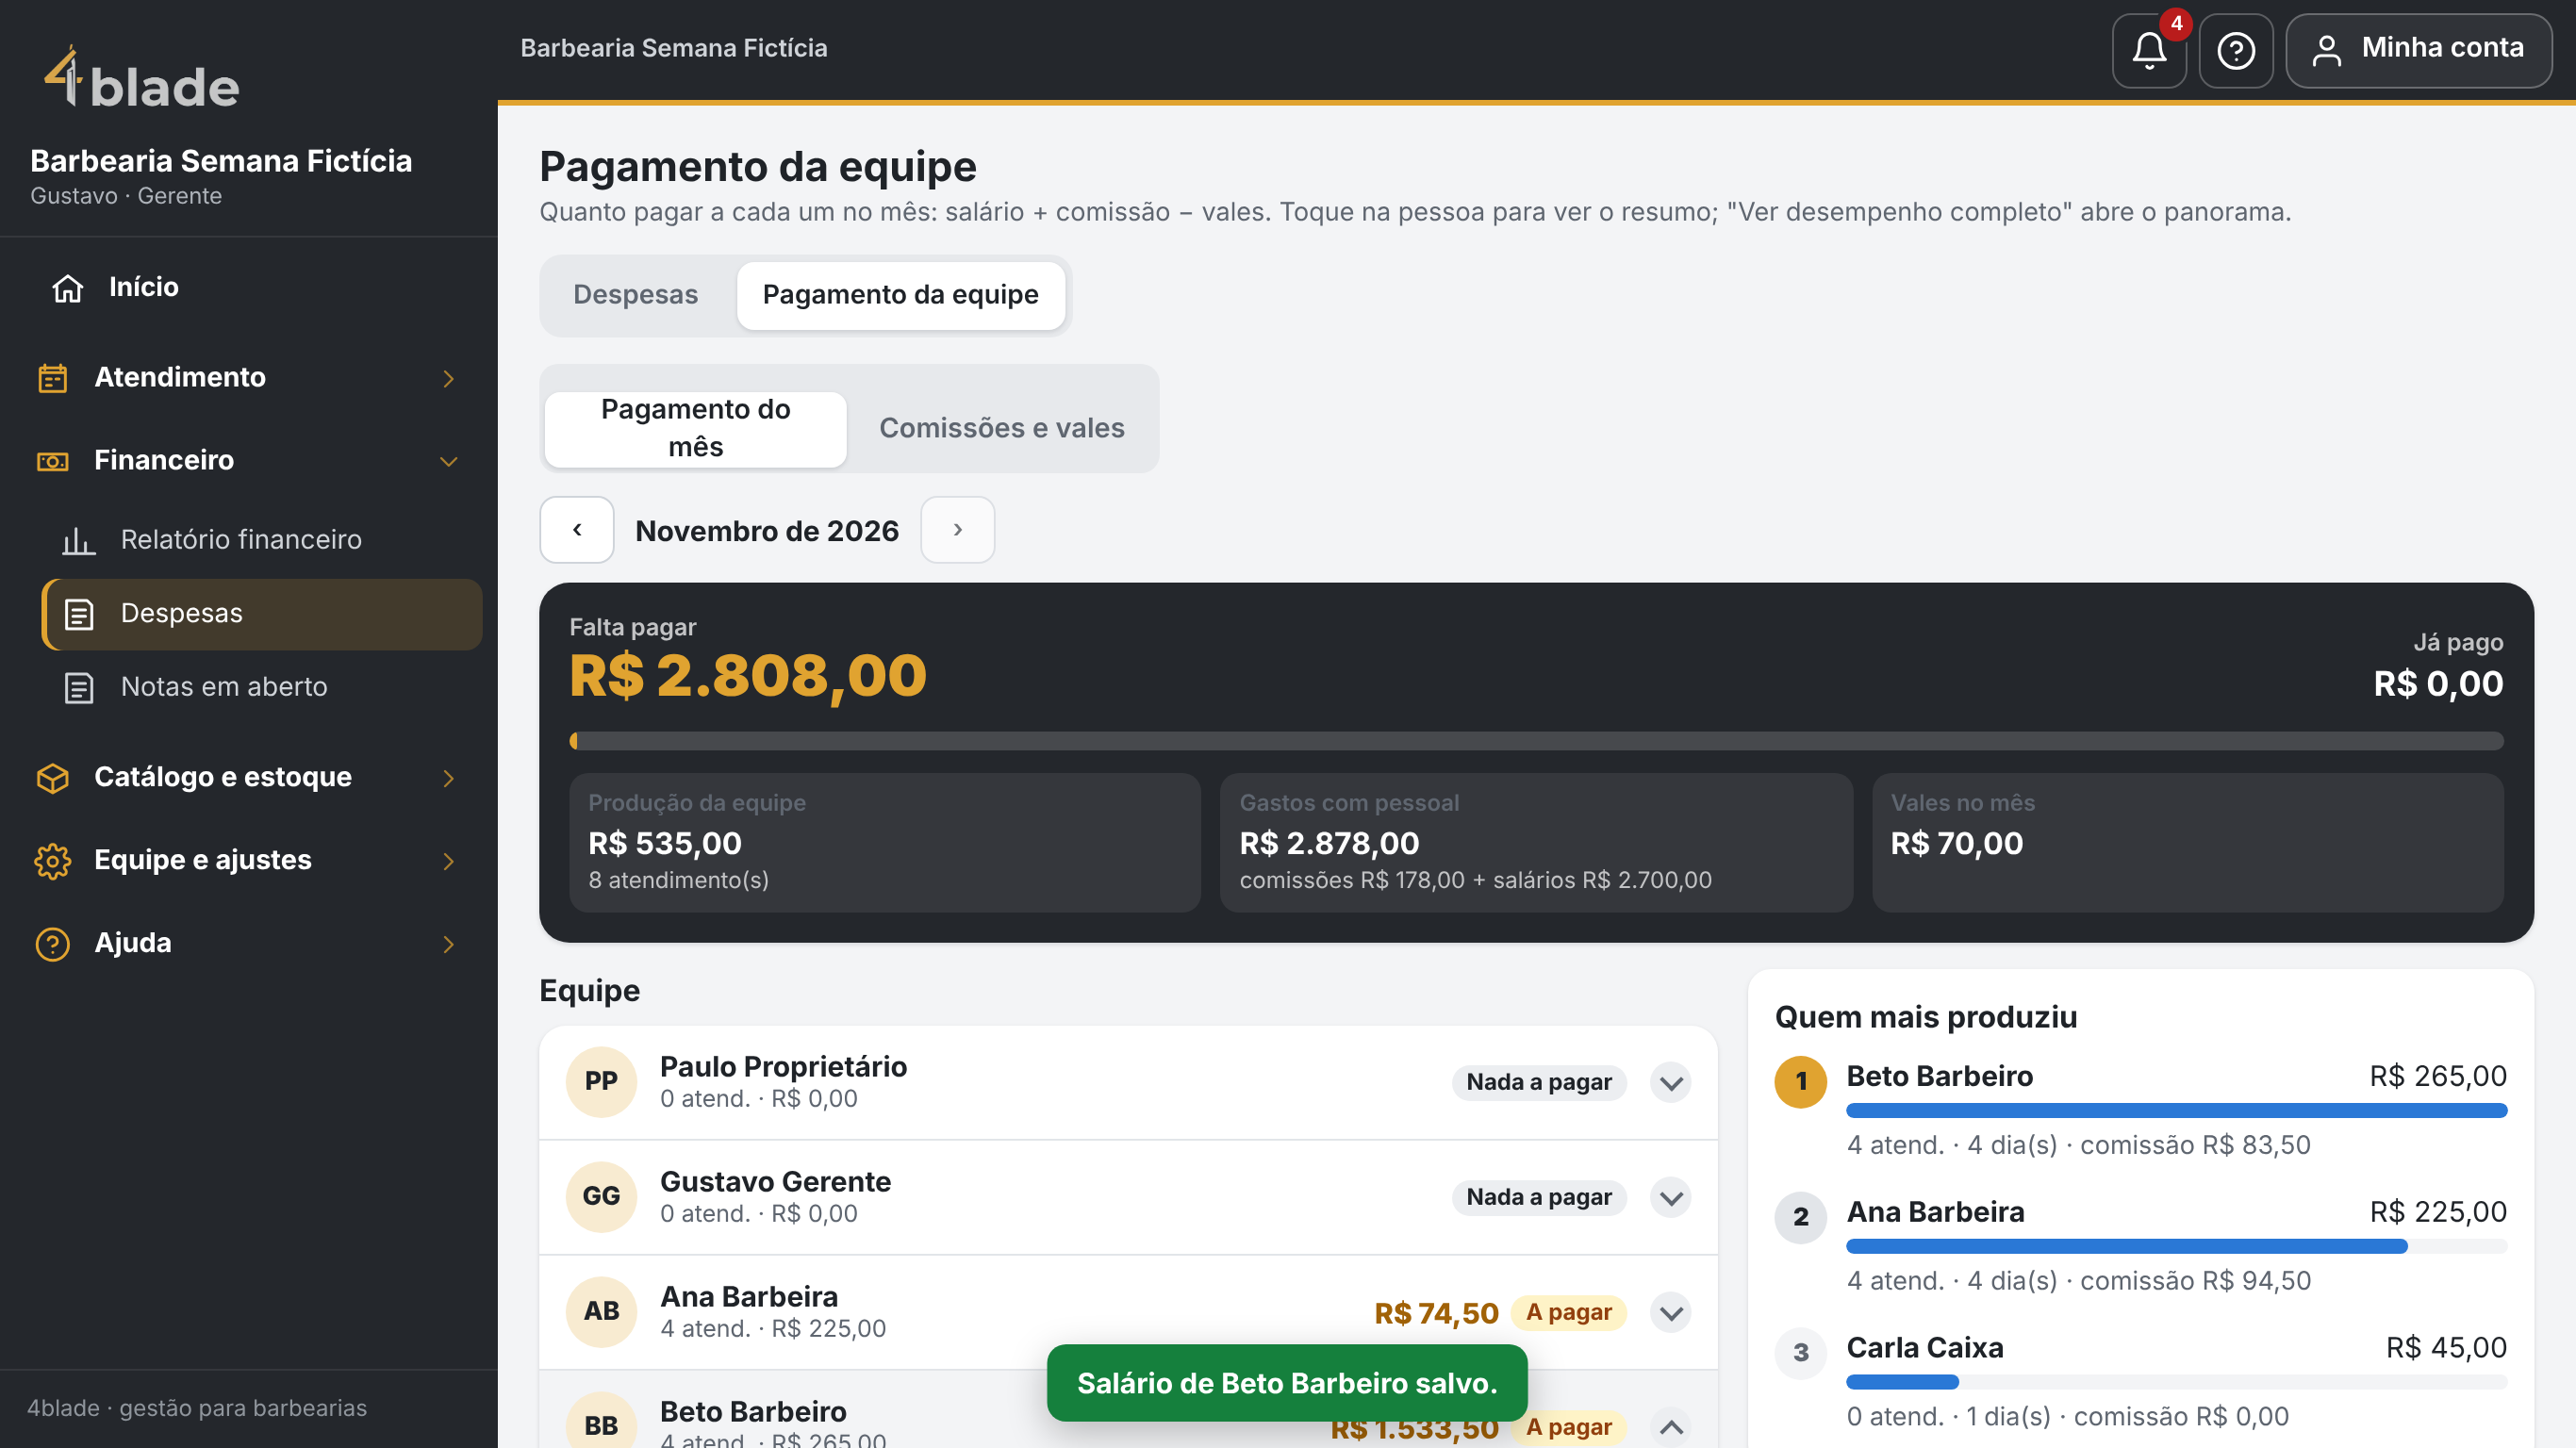 4blade
Barbearia Semana Fictícia
Gustavo · Gerente
Início
Atendimento
Financeiro
Relatório financeiro
Despesas
Notas em aberto
Catálogo e estoque
Equipe e ajustes
Ajuda
4blade · gestão para barbearias
Barbearia Semana Fictícia
4
Minha conta
Pagamento da equipe
Quanto pagar a cada um no mês: salário + comissão − vales. Toque na pessoa para ver o resumo; "Ver desempenho completo" abre o panorama.
Despesas
Pagamento da equipe
Pagamento do
mês
Comissões e vales
Novembro de 2026
Falta pagar
R$ 2.808,00
Já pago
R$ 0,00
Produção da equipe
R$ 535,00
8 atendimento(s)
Gastos com pessoal
R$ 2.878,00
comissões R$ 178,00 + salários R$ 2.700,00
Vales no mês
R$ 70,00
Equipe
PP
Paulo Proprietário
0 atend. · R$ 0,00
Nada a pagar
GG
Gustavo Gerente
0 atend. · R$ 0,00
Nada a pagar
AB
Ana Barbeira
4 atend. · R$ 225,00
R$ 74,50
A pagar
BB
Beto Barbeiro
4 atend. · R$ 265,00
R$ 1.533,50
A pagar
Salário de Beto Barbeiro salvo.
Quem mais produziu
1
Beto Barbeiro
R$ 265,00
4 atend. · 4 dia(s) · comissão R$ 83,50
2
Ana Barbeira
R$ 225,00
4 atend. · 4 dia(s) · comissão R$ 94,50
3
Carla Caixa
R$ 45,00
0 atend. · 1 dia(s) · comissão R$ 0,00